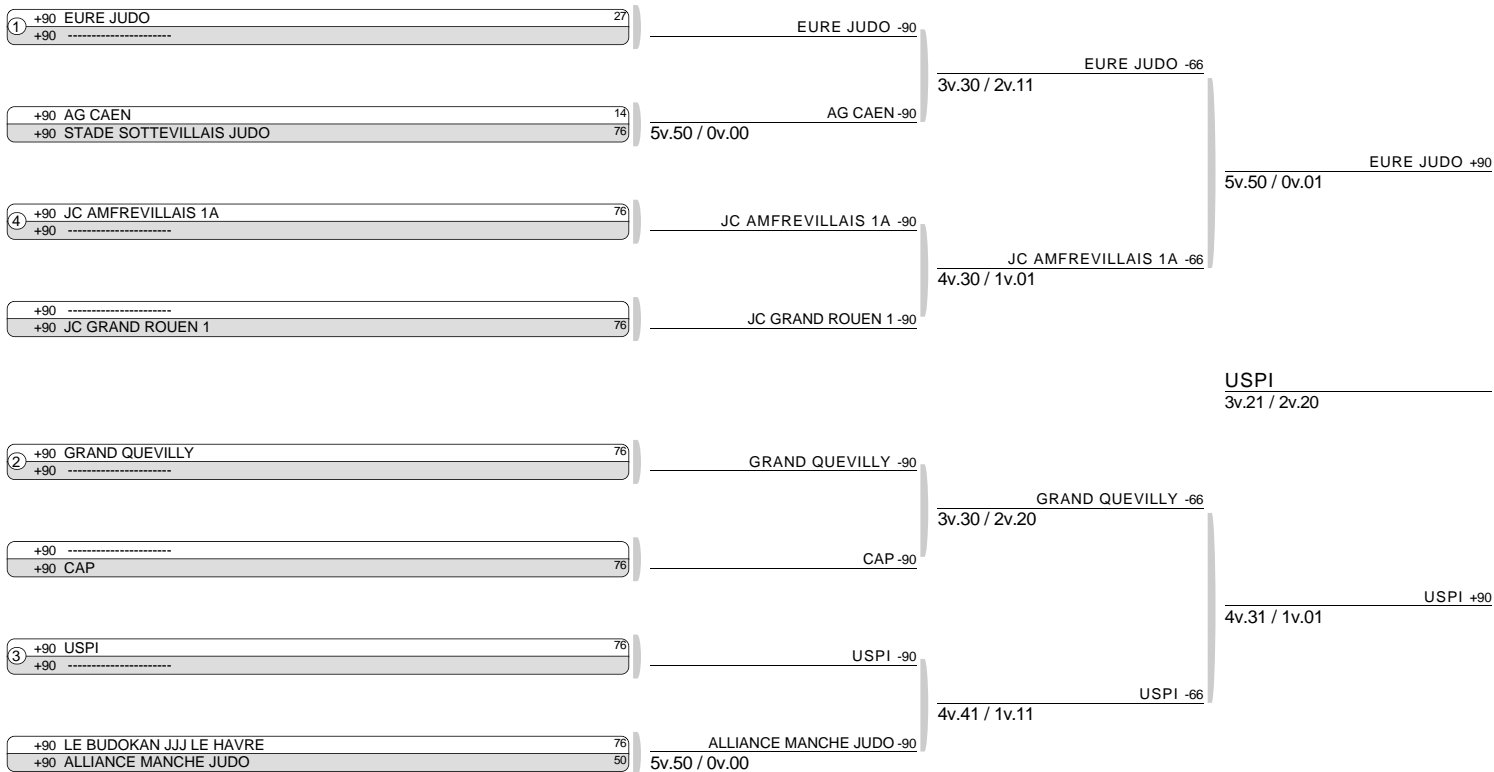 1 +90 EURE JUDO 27
+90 ----------------------
EURE JUDO -90
EURE JUDO -66
3v.30 / 2v.11
+90 AG CAEN 14
+90 STADE SOTTEVILLAIS JUDO 76
AG CAEN -90
5v.50 / 0v.00
EURE JUDO +90
5v.50 / 0v.01
4 +90 JC AMFREVILLAIS 1A 76
+90 ----------------------
JC AMFREVILLAIS 1A -90
JC AMFREVILLAIS 1A -66
4v.30 / 1v.01
+90 ----------------------
+90 JC GRAND ROUEN 1 76
JC GRAND ROUEN 1 -90
USPI
3v.21 / 2v.20
2 +90 GRAND QUEVILLY 76
+90 ----------------------
GRAND QUEVILLY -90
GRAND QUEVILLY -66
3v.30 / 2v.20
+90 ----------------------
+90 CAP 76
CAP -90
USPI +90
4v.31 / 1v.01
3 +90 USPI 76
+90 ----------------------
USPI -90
USPI -66
4v.41 / 1v.11
+90 LE BUDOKAN JJJ LE HAVRE 76
+90 ALLIANCE MANCHE JUDO 50
ALLIANCE MANCHE JUDO -90
5v.50 / 0v.00